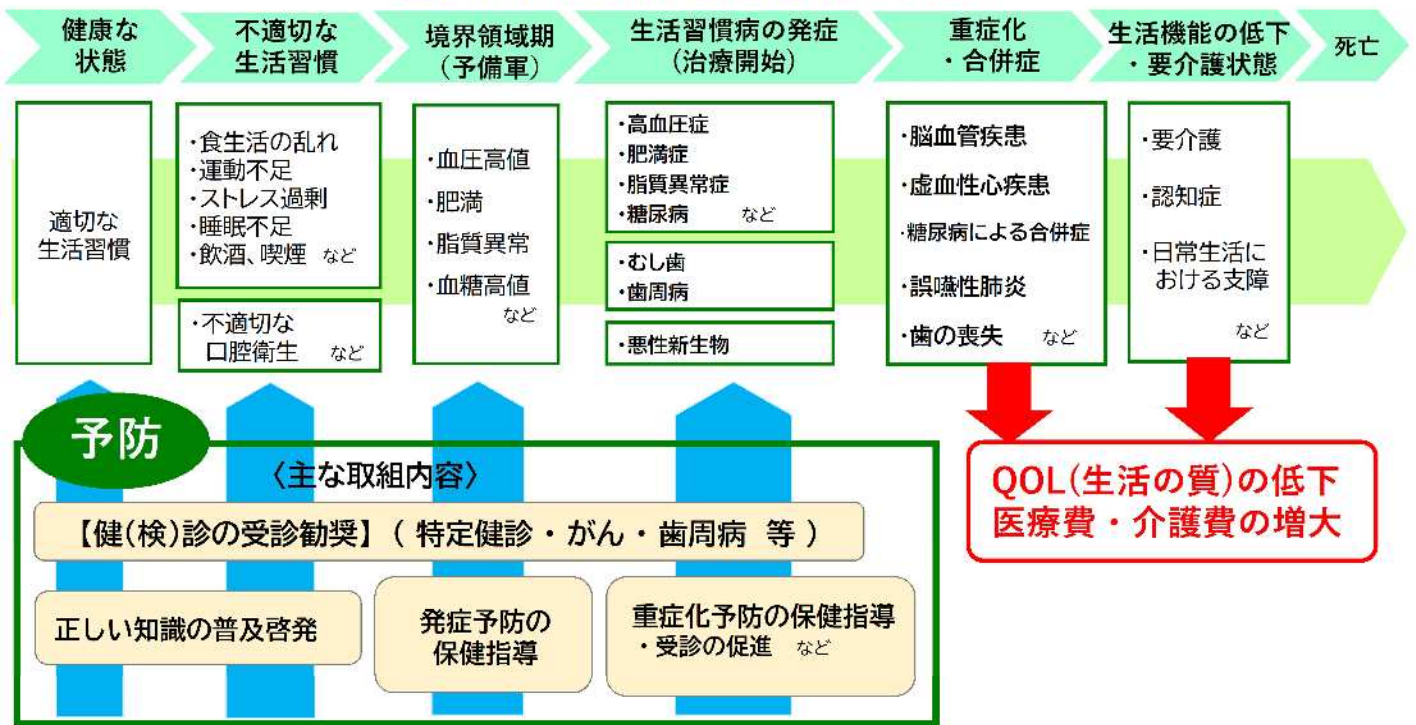 健康な
状態
不適切な
生活習慣
境界領域期
(予備軍)
生活習慣病の発症
(治療開始)
重症化
・合併症
生活機能の低下
・要介護状態
死亡
適切な
生活習慣
・食生活の乱れ
・運動不足
・ストレス過剰
・睡眠不足
・飲酒、喫煙 など
・不適切な
口腔衛生 など
・血圧高値
・肥満
・脂質異常
・血糖高値
など
・高血圧症
・肥満症
・脂質異常症
・糖尿病 など
・むし歯
・歯周病
・悪性新生物
・脳血管疾患
・虚血性心疾患
・糖尿病による合併症
・誤嚥性肺炎
・歯の喪失 など
・要介護
・認知症
・日常生活に
おける支障
など
予防
〈主な取組内容〉
【健(検)診の受診勧奨】(特定健診・がん・歯周病 等)
正しい知識の普及啓発
発症予防の
保健指導
重症化予防の保健指導
・受診の促進 など
QOL(生活の質)の低下
医療費・介護費の増大